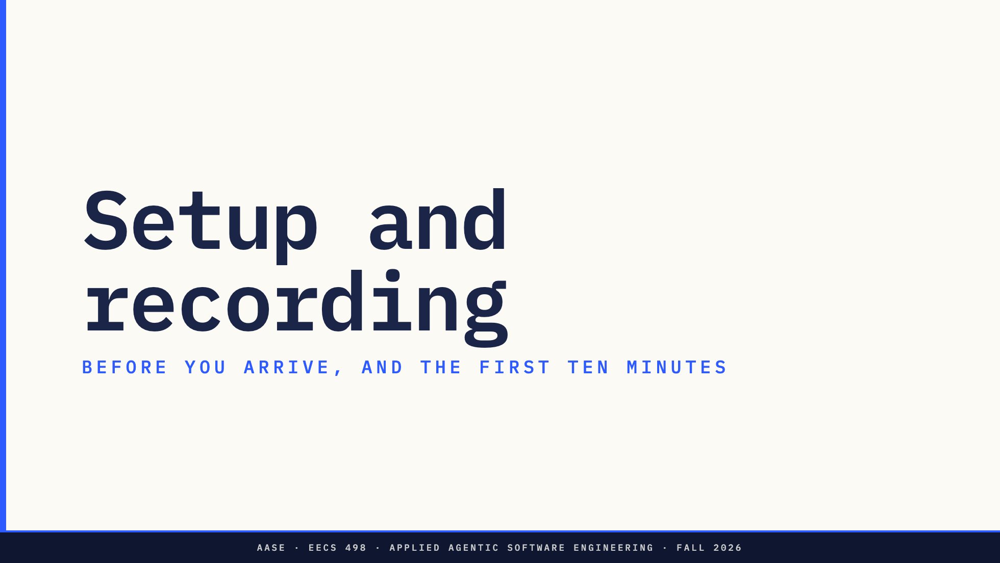 Setup and
recording
BEFORE YOU ARRIVE, AND THE FIRST TEN MINUTES
AASE · EECS 498 · APPLIED AGENTIC SOFTWARE ENGINEERING · FALL 2026